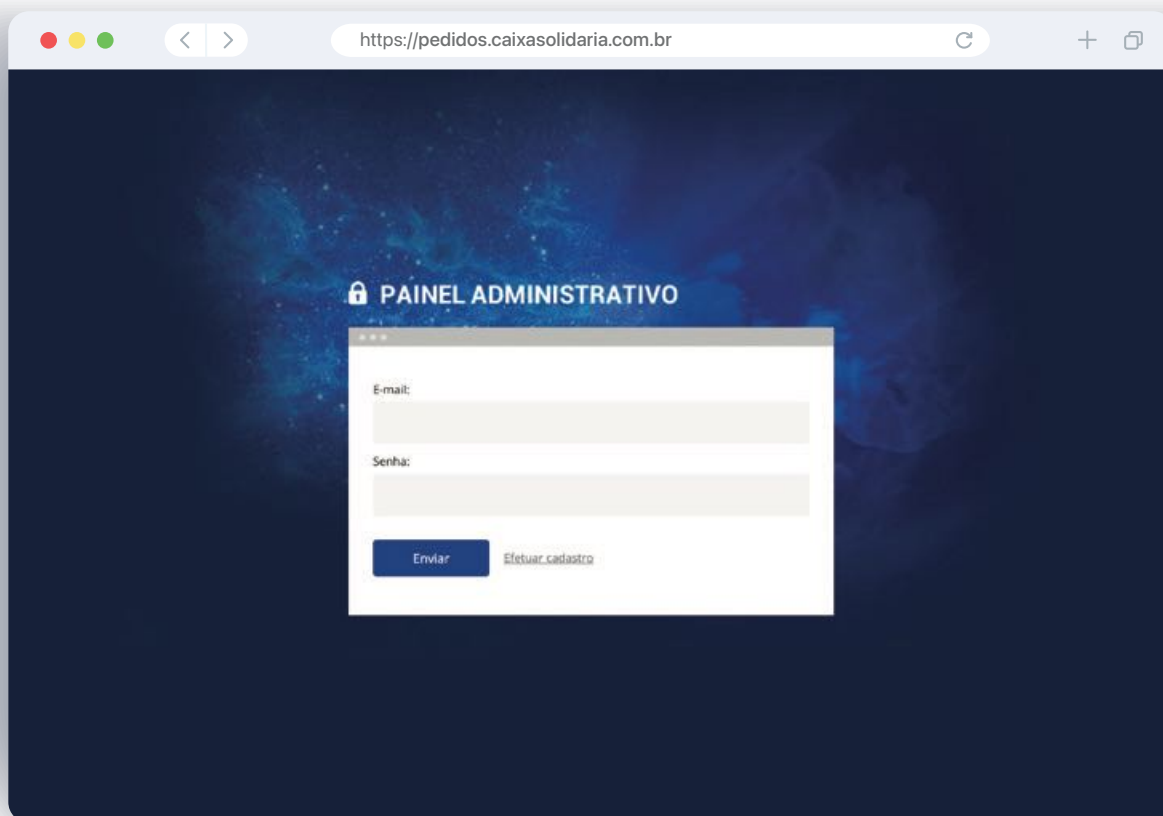 https://pedidos.caixasolidaria.com.br
PAINEL ADMINISTRATIVO
E-mail:
Senha:
Enviar Efetuar cadastro